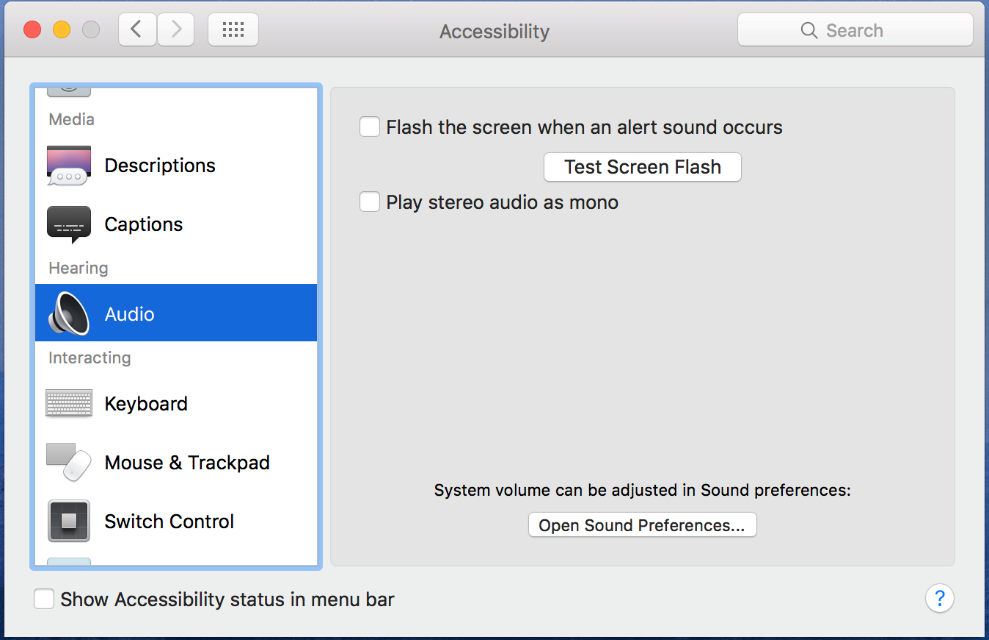 Accessibility
Search
Media
Descriptions
Captions
Hearing
Audio
Interacting
Keyboard
Mouse & Trackpad
Switch Control
Flash the screen when an alert sound occurs
Test Screen Flash
Play stereo audio as mono
System volume can be adjusted in Sound preferences:
Open Sound Preferences...
Show Accessibility status in menu bar
?